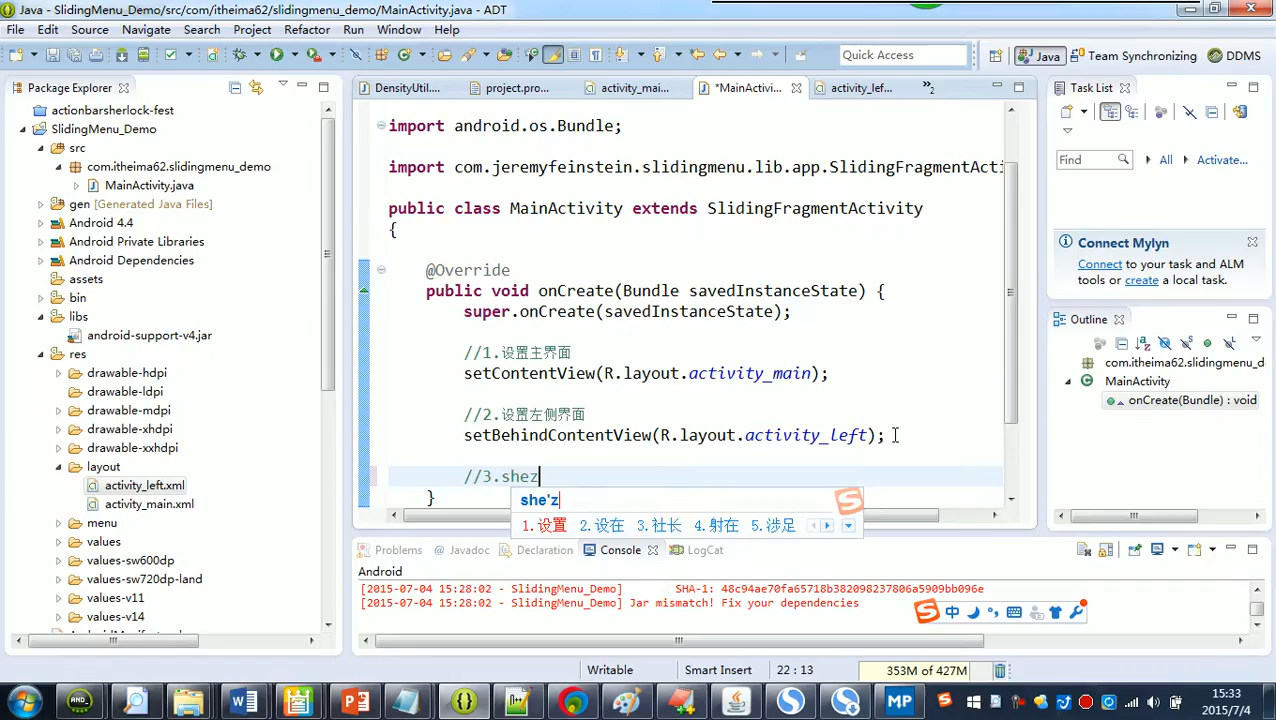 Java - SlidingMenu_Demo/src/com/itheima62/slidingmenu_demo/MainActivity.java - ADT
File Edit Source Navigate Search Project Refactor Run Window Help
Quick Access Java Team Synchronizing DDMS
Package Explorer
actionbarsherlock-fest
SlidingMenu_Demo
src
com.itheima62.slidingmenu_demo
MainActivity.java
gen [Generated Java Files]
Android 4.4
Android Private Libraries
Android Dependencies
assets
bin
libs
android-support-v4.jar
res
drawable-hdpi
drawable-ldpi
drawable-mdpi
drawable-xhdpi
drawable-xxhdpi
layout
activity_left.xml
activity_main.xml
menu
values
values-sw600dp
values-sw720dp-land
values-v11
values-v14
DensityUtil.... project.pro... activity_mai... *MainActivi... activity_lef... »2
import android.os.Bundle;
import com.jeremyfeinstein.slidingmenu.lib.app.SlidingFragmentActi
public class MainActivity extends SlidingFragmentActivity
{
@Override
public void onCreate(Bundle savedInstanceState) {
super.onCreate(savedInstanceState);
//1.设置主界面
setContentView(R.layout.activity_main);
//2.设置左侧界面
setBehindContentView(R.layout.activity_left);
//3.shez
}
she'z
1.设置 2.设在 3.社长 4.射在 5.涉足
Task List
Find All Activate...
Connect Mylyn
Connect to your task and ALM
tools or create a local task.
Outline
com.itheima62.slidingmenu_d
MainActivity
onCreate(Bundle) : void
Problems Javadoc Declaration Console LogCat
Android
[2015-07-04 15:28:02 - SlidingMenu_Demo] SHA-1: 48c94ae70fa65718b382098237806a5909bb096e
[2015-07-04 15:28:02 - SlidingMenu_Demo] Jar mismatch! Fix your dependencies
中
Writable Smart Insert 22 : 13 353M of 427M
15:33
2015/7/4